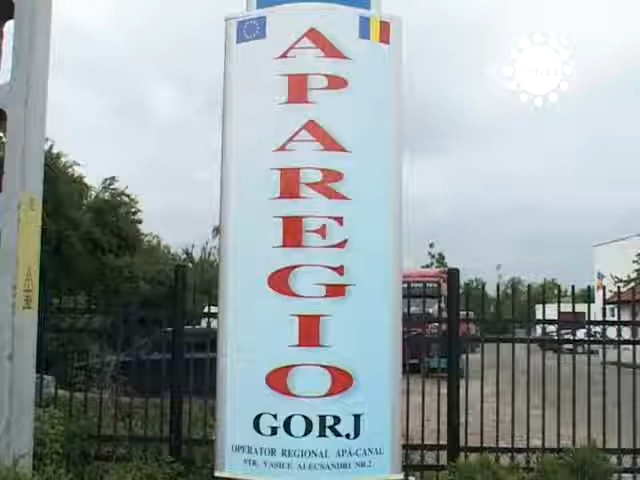 APAREGIO
GORJ
OPERATOR REGIONAL APĂ-CANAL
STR. VASILE ALECSANDRI NR.2